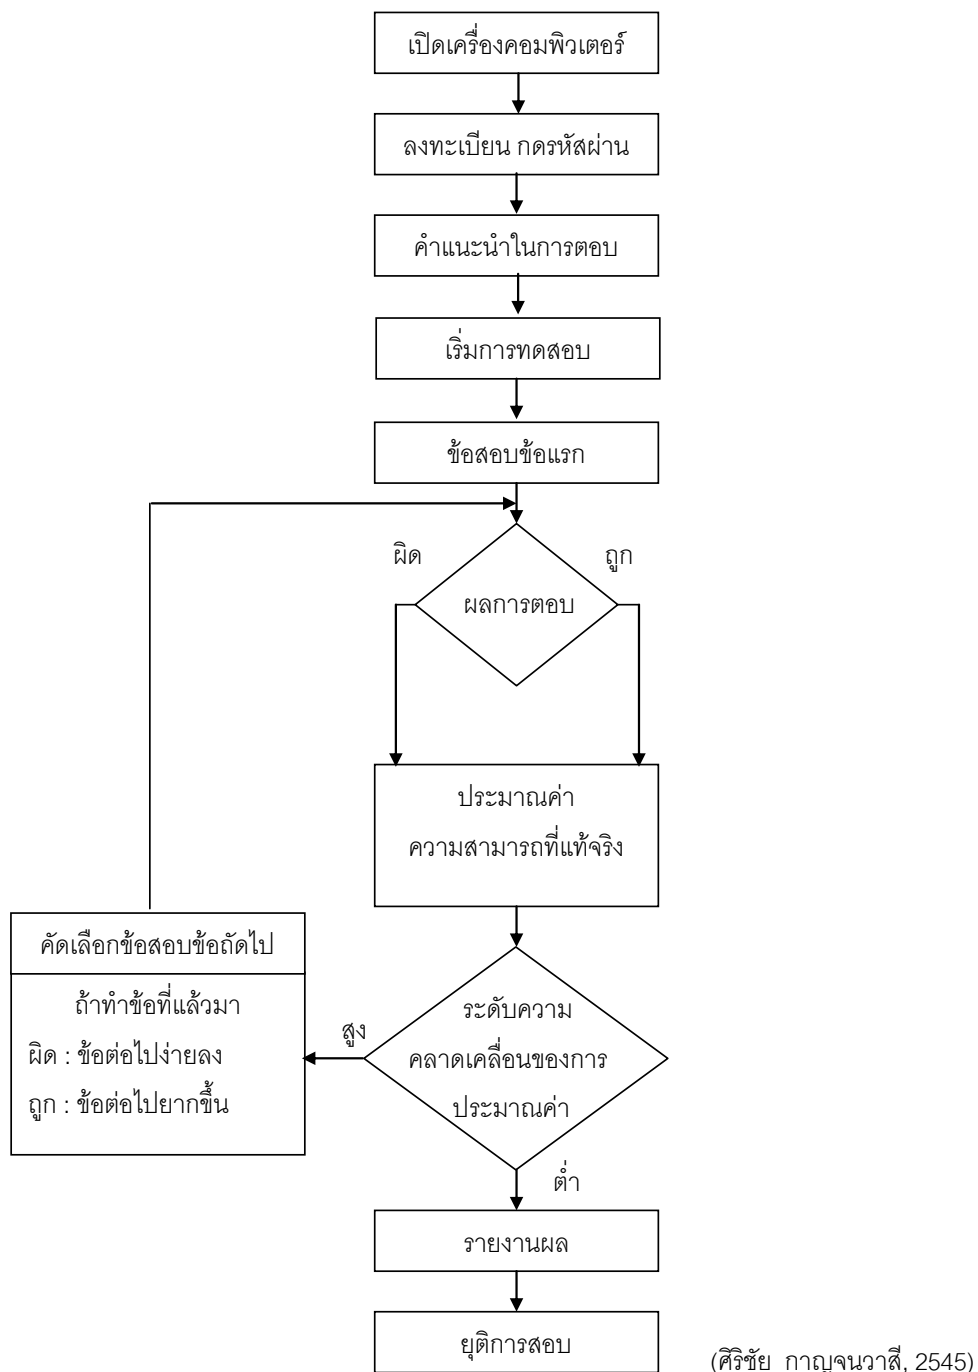 เปิดเครื่องคอมพิวเตอร์
ลงทะเบียน กดรหัสผ่าน
คำแนะนำในการตอบ
เริ่มการทดสอบ
ข้อสอบข้อแรก
ผิด
ถูก
ผลการตอบ
ประมาณค่า
ความสามารถที่แท้จริง
คัดเลือกข้อสอบข้อถัดไป
ถ้าทำข้อที่แล้วมา
ผิด : ข้อต่อไปง่ายลง
ถูก : ข้อต่อไปยากขึ้น
สูง
ระดับความ
คลาดเคลื่อนของการ
ประมาณค่า
ต่ำ
รายงานผล
ยุติการสอบ
(ศิริชัย กาญจนวาสี, 2545)